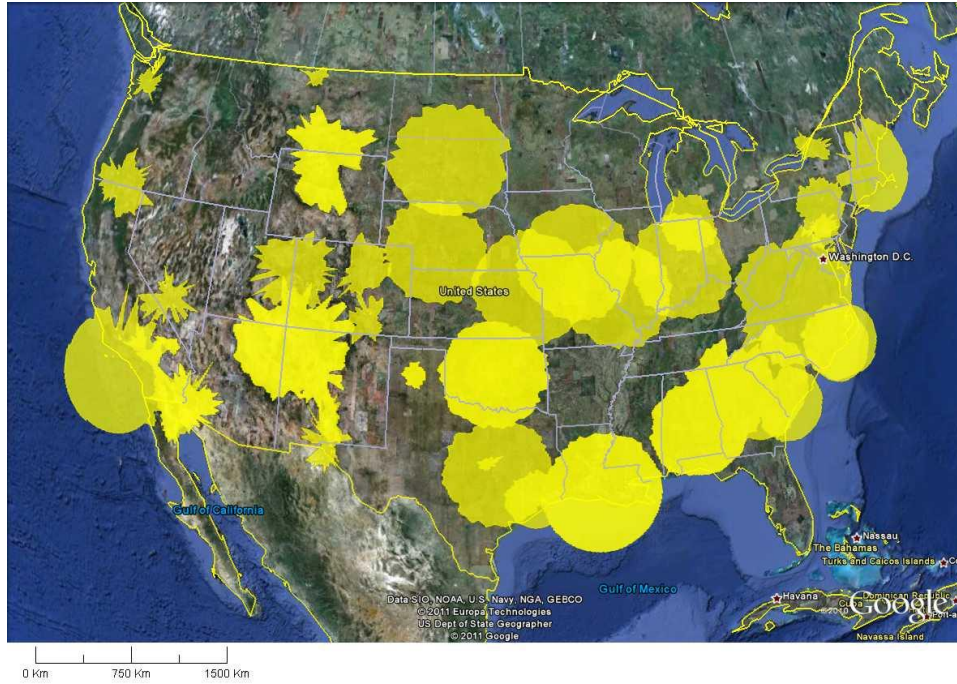 Washington D.C.
United States
Gulf of California
Nassau
The Bahamas
Turks and Caicos Islands
Gulf of Mexico
Data SIO, NOAA, U.S. Navy, NGA, GEBCO
© 2011 Europa Technologies
US Dept of State Geographer
© 2011 Google
Havana
Dominican Republic
Cuba
Google
Navassa Island
0 Km 750 Km 1500 Km